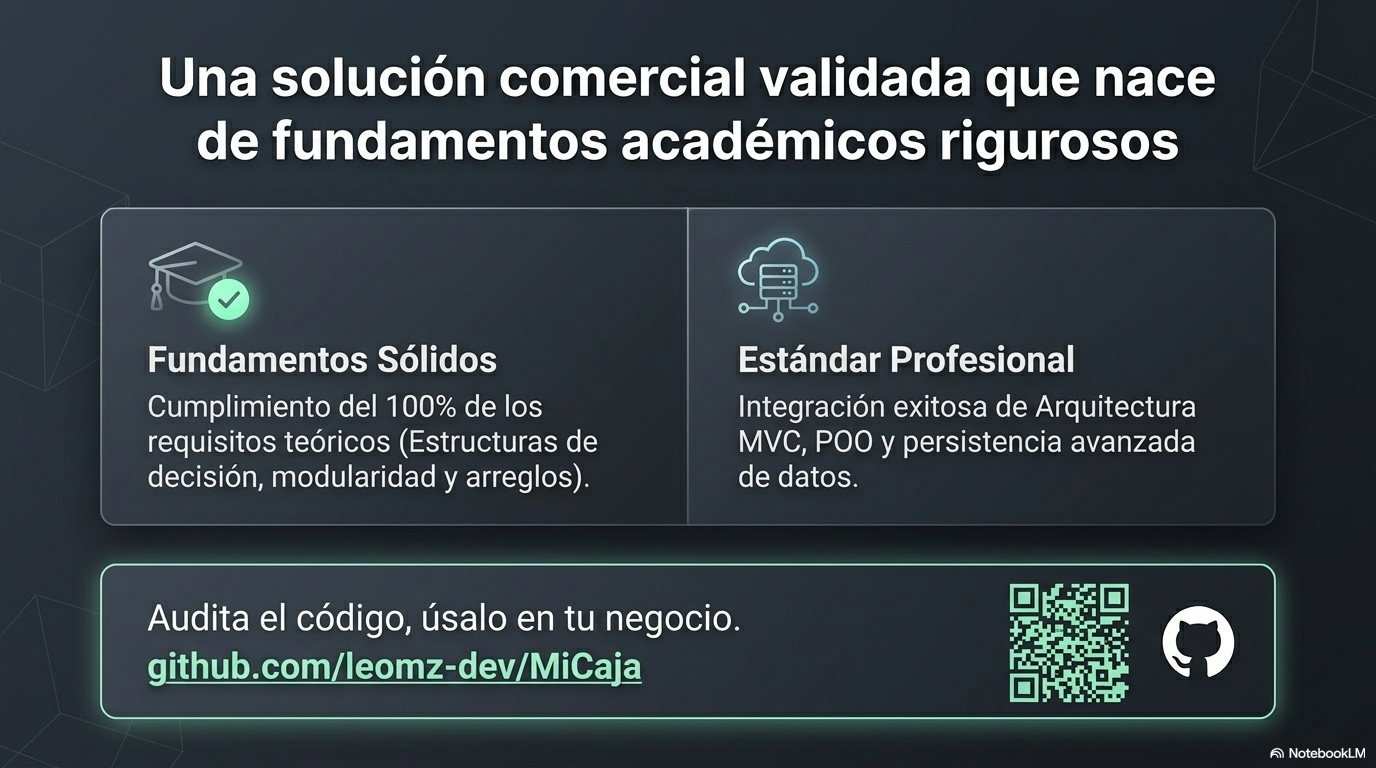 Una solución comercial validada que nace
de fundamentos académicos rigurosos
Fundamentos Sólidos
Cumplimiento del 100% de los
requisitos teóricos (Estructuras de
decisión, modularidad y arreglos).
Estándar Profesional
Integración exitosa de Arquitectura
MVC, POO y persistencia avanzada
de datos.
Audita el código, úsalo en tu negocio.
github.com/leomz-dev/MiCaja
NotebookLM